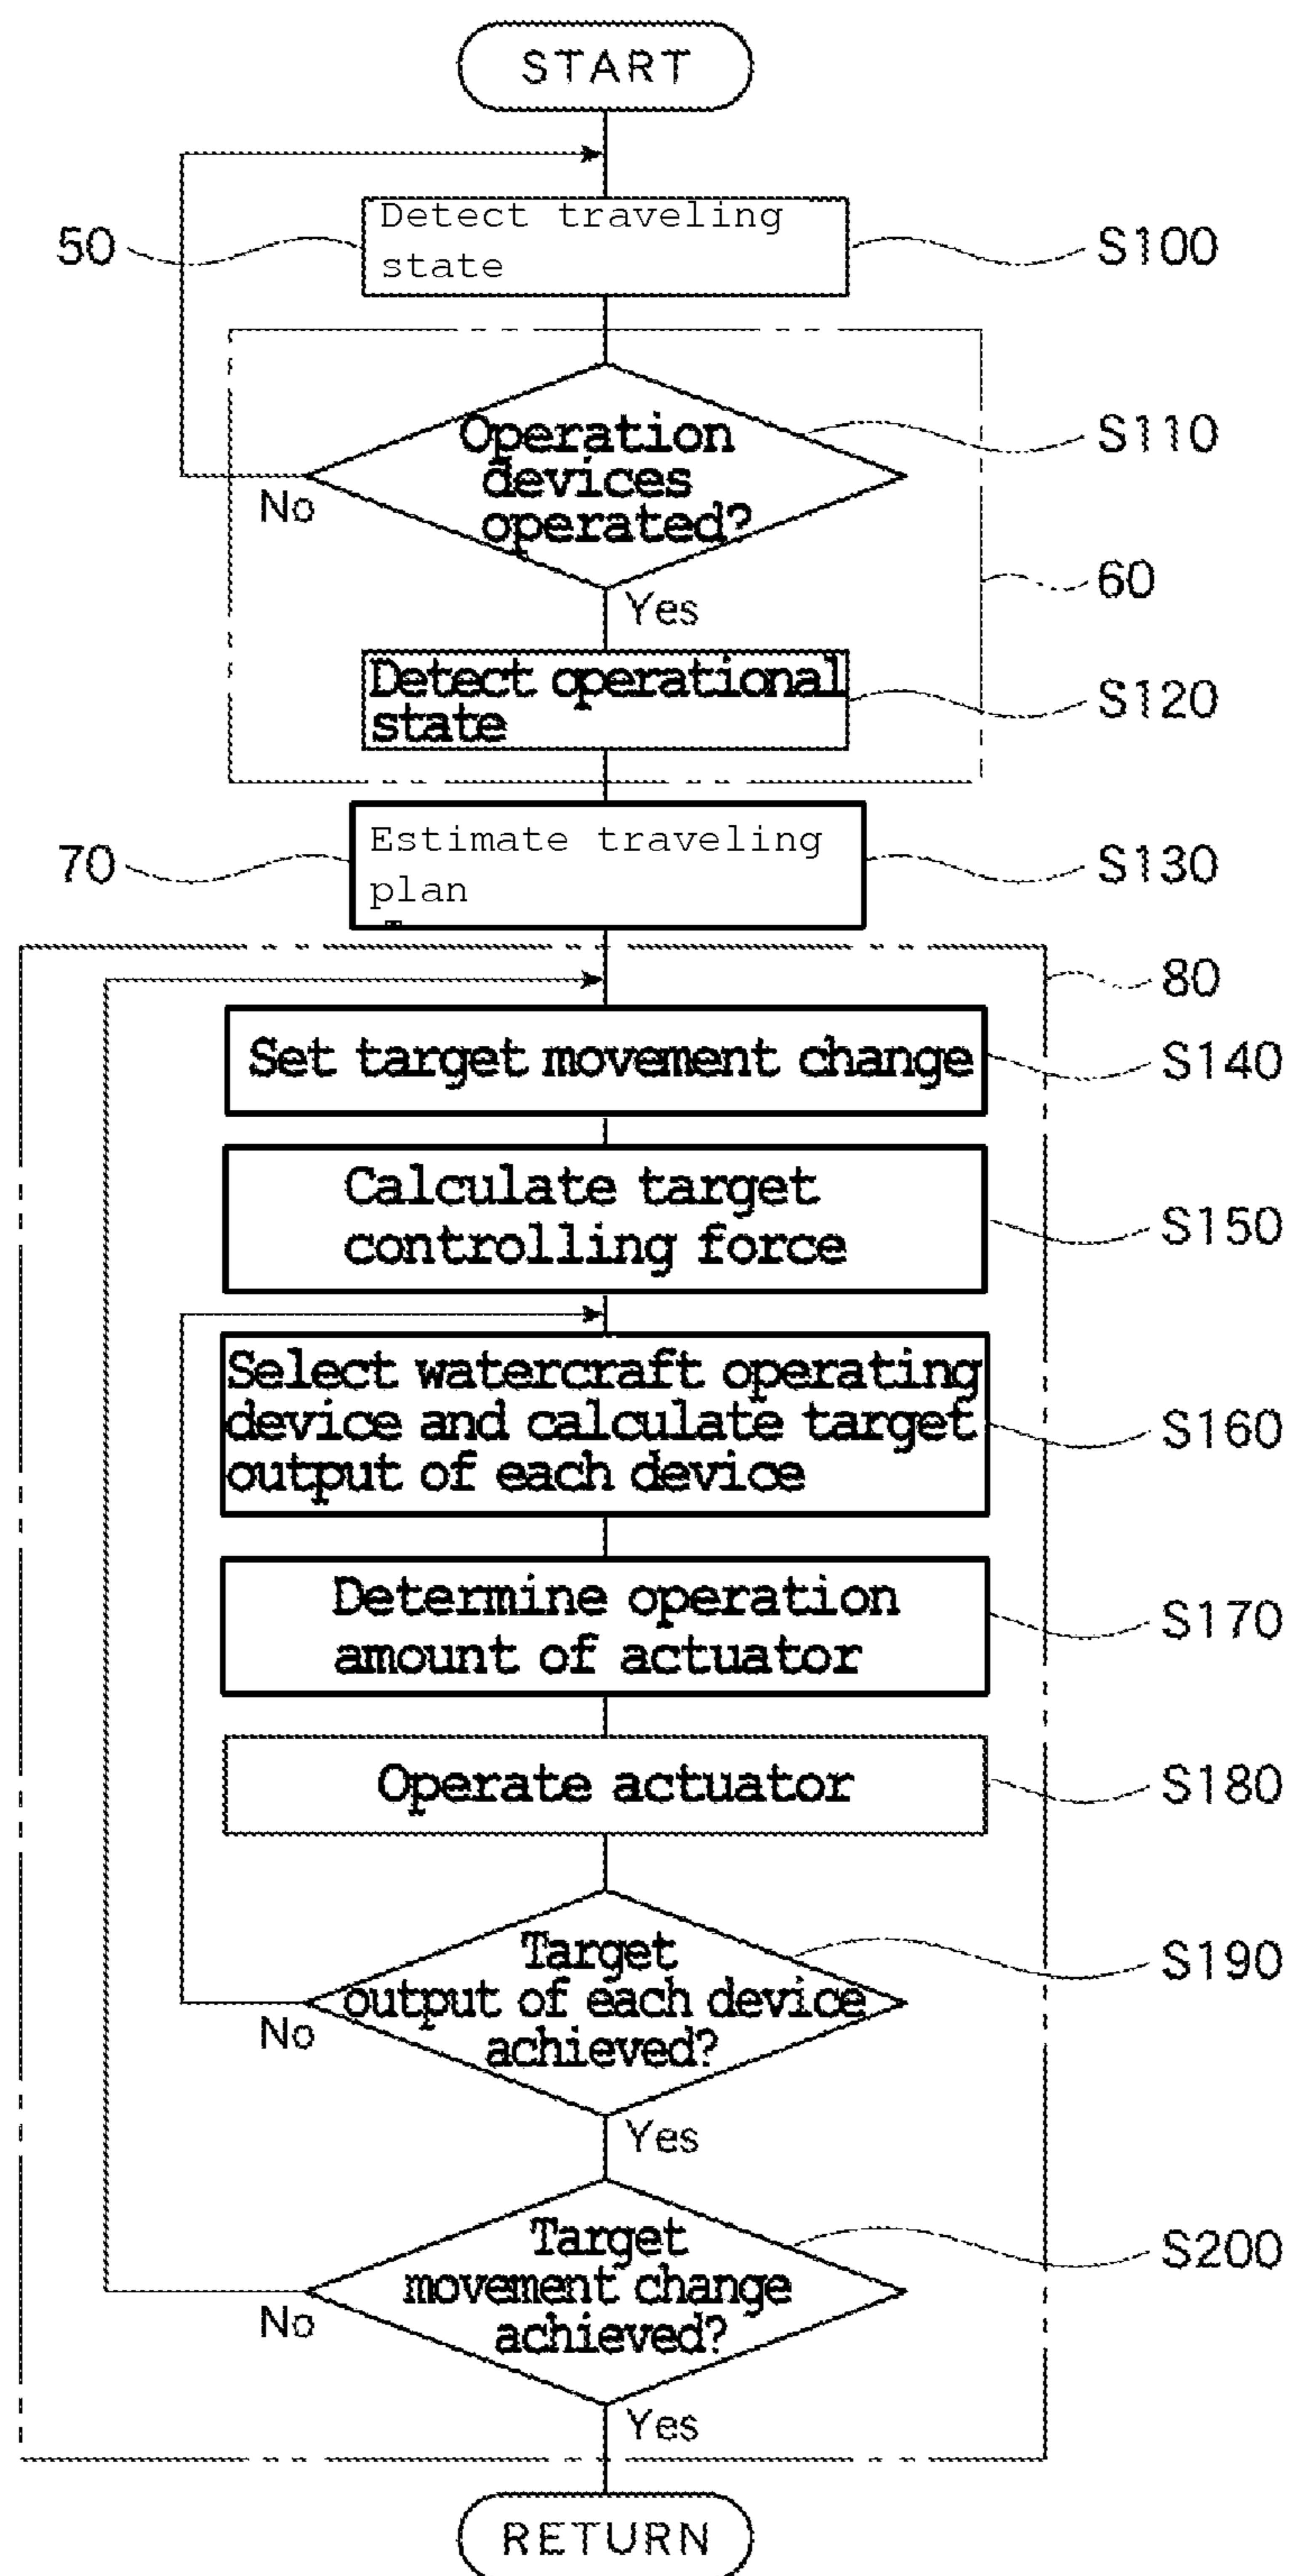 START
Detect traveling
50
S100
state
Operation
S110
devices
No
operated?
60
Yes
Detect operational
S120
state
Estimate traveling
70
S130
plan
80
Set target movement change
S140
Calculate target
S150
controlling force
Select watercraft operating
device and calculate target
S160
output of each device
Determine operation
S170
amount of actuator
Operate actuator
S180
Target
S190
output of each device
No
achieved?
Yes
Target
S200
movement change
No
achieved?
Yes
RETURN